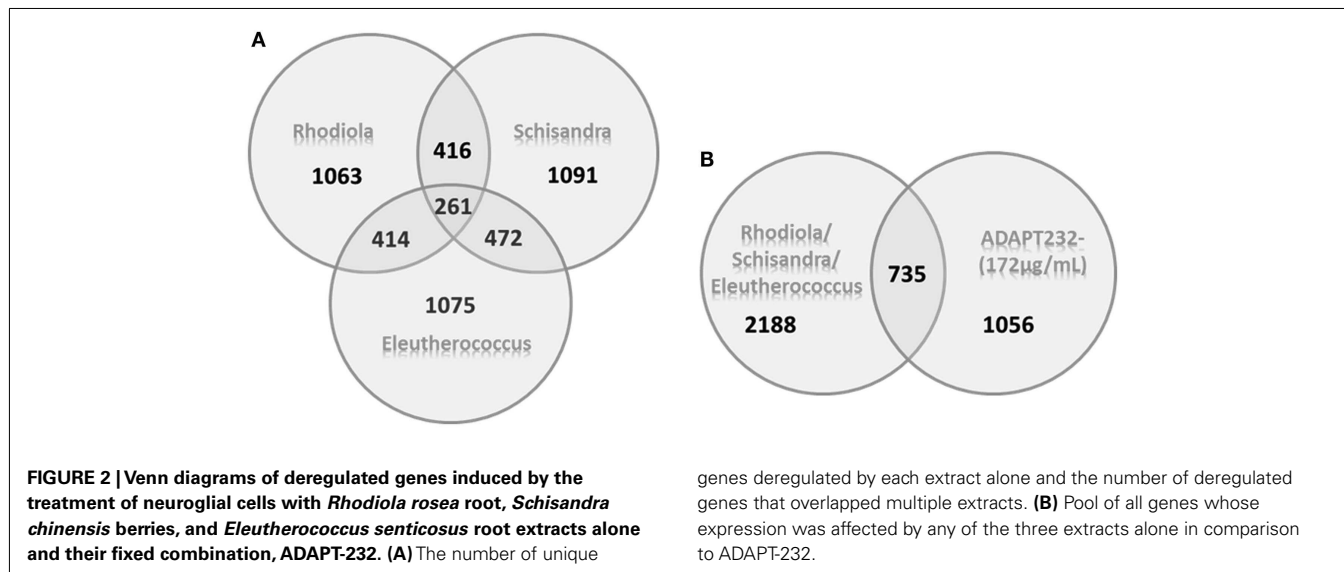 A
Rhodiola
1063
416
Schisandra
1091
261
414
472
1075
Eleutherococcus
B
Rhodiola/
Schisandra/
Eleutherococcus
2188
735
ADAPT232-
(172µg/mL)
1056
FIGURE 2 | Venn diagrams of deregulated genes induced by the
treatment of neuroglial cells with Rhodiola rosea root, Schisandra
chinensis berries, and Eleutherococcus senticosus root extracts alone
and their fixed combination, ADAPT-232. (A) The number of unique
genes deregulated by each extract alone and the number of deregulated
genes that overlapped multiple extracts. (B) Pool of all genes whose
expression was affected by any of the three extracts alone in comparison
to ADAPT-232.